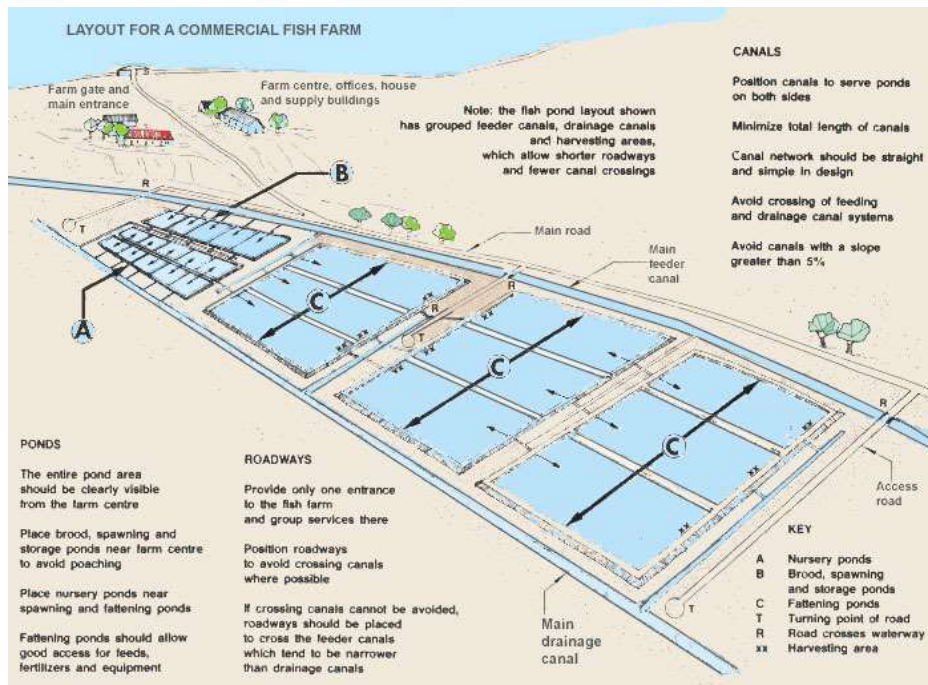 LAYOUT FOR A COMMERCIAL FISH FARM
Farm gate and
main entrance
Farm centre, offices, house
and supply buildings
Note: the fish pond layout shown
has grouped feeder canals, drainage canals
and harvesting areas,
which allow shorter roadways
and fewer canal crossings
CANALS
Position canals to serve ponds
on both sides
Minimize total length of canals
Canal network should be straight
and simple in design
Avoid crossing of feeding
and drainage canal systems
Avoid canals with a slope
greater than 5%
R
B
T
Main road
Main
feeder
canal
A
C
R
R
T
xx
xx
xx
xx
C
R
C
xx
xx
xx
Access
road
T
Main
drainage
canal
PONDS
The entire pond area
should be clearly visible
from the farm centre
Place brood, spawning and
storage ponds near farm centre
to avoid poaching
Place nursery ponds near
spawning and fattening ponds
Fattening ponds should allow
good access for feeds,
fertilizers and equipment
ROADWAYS
Provide only one entrance
to the fish farm
and group services there
Position roadways
to avoid crossing canals
where possible
If crossing canals cannot be avoided,
roadways should be placed
to cross the feeder canals
which tend to be narrower
than drainage canals
KEY
A Nursery ponds
B Brood, spawning
and storage ponds
C Fattening ponds
T Turning point of road
R Road crosses waterway
xx Harvesting area